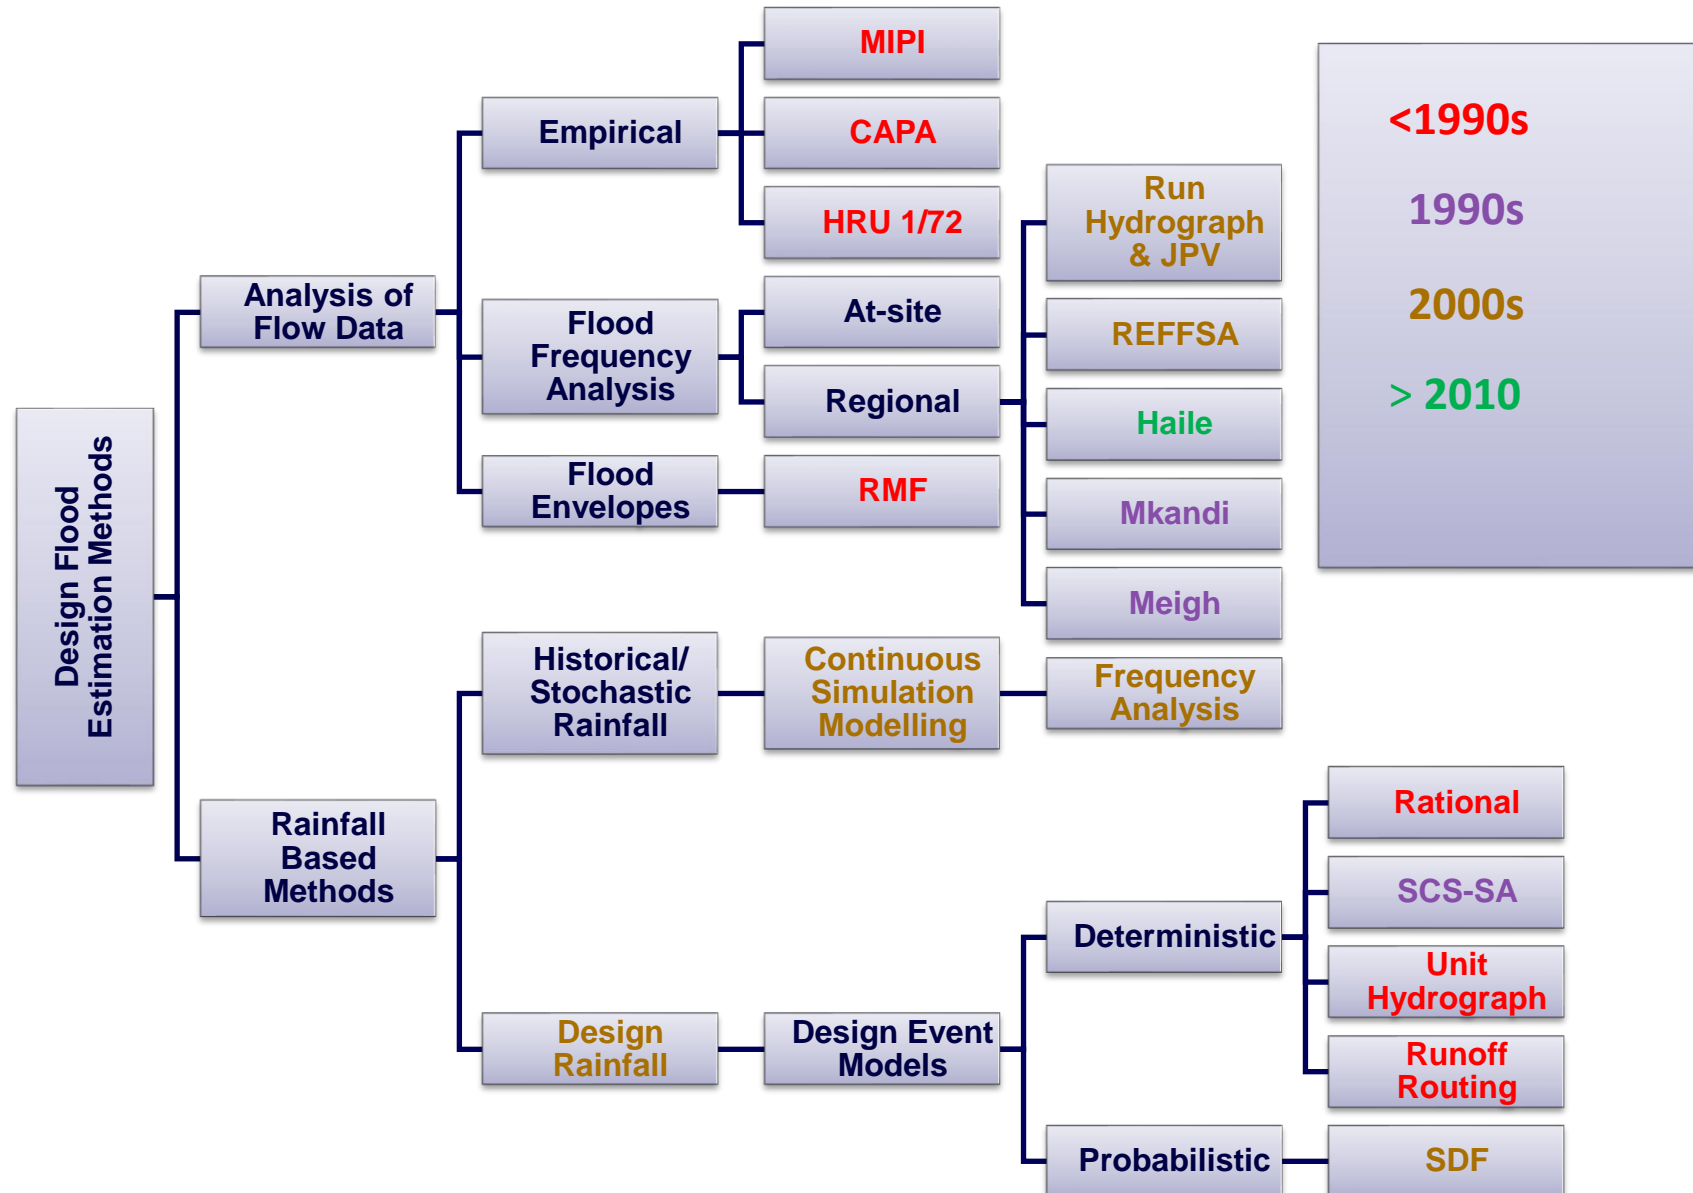 Design Flood
Estimation Methods
Analysis of
Flow Data
Empirical
MIPI
CAPA
HRU 1/72
Flood
Frequency
Analysis
At-site
Regional
Run
Hydrograph
& JPV
REFFSA
Haile
Mkandi
Meigh
Flood
Envelopes
RMF
Rainfall
Based
Methods
Historical/
Stochastic
Rainfall
Continuous
Simulation
Modelling
Frequency
Analysis
Design
Rainfall
Design Event
Models
Deterministic
Rational
SCS-SA
Unit
Hydrograph
Runoff
Routing
Probabilistic
SDF
<1990s
1990s
2000s
> 2010